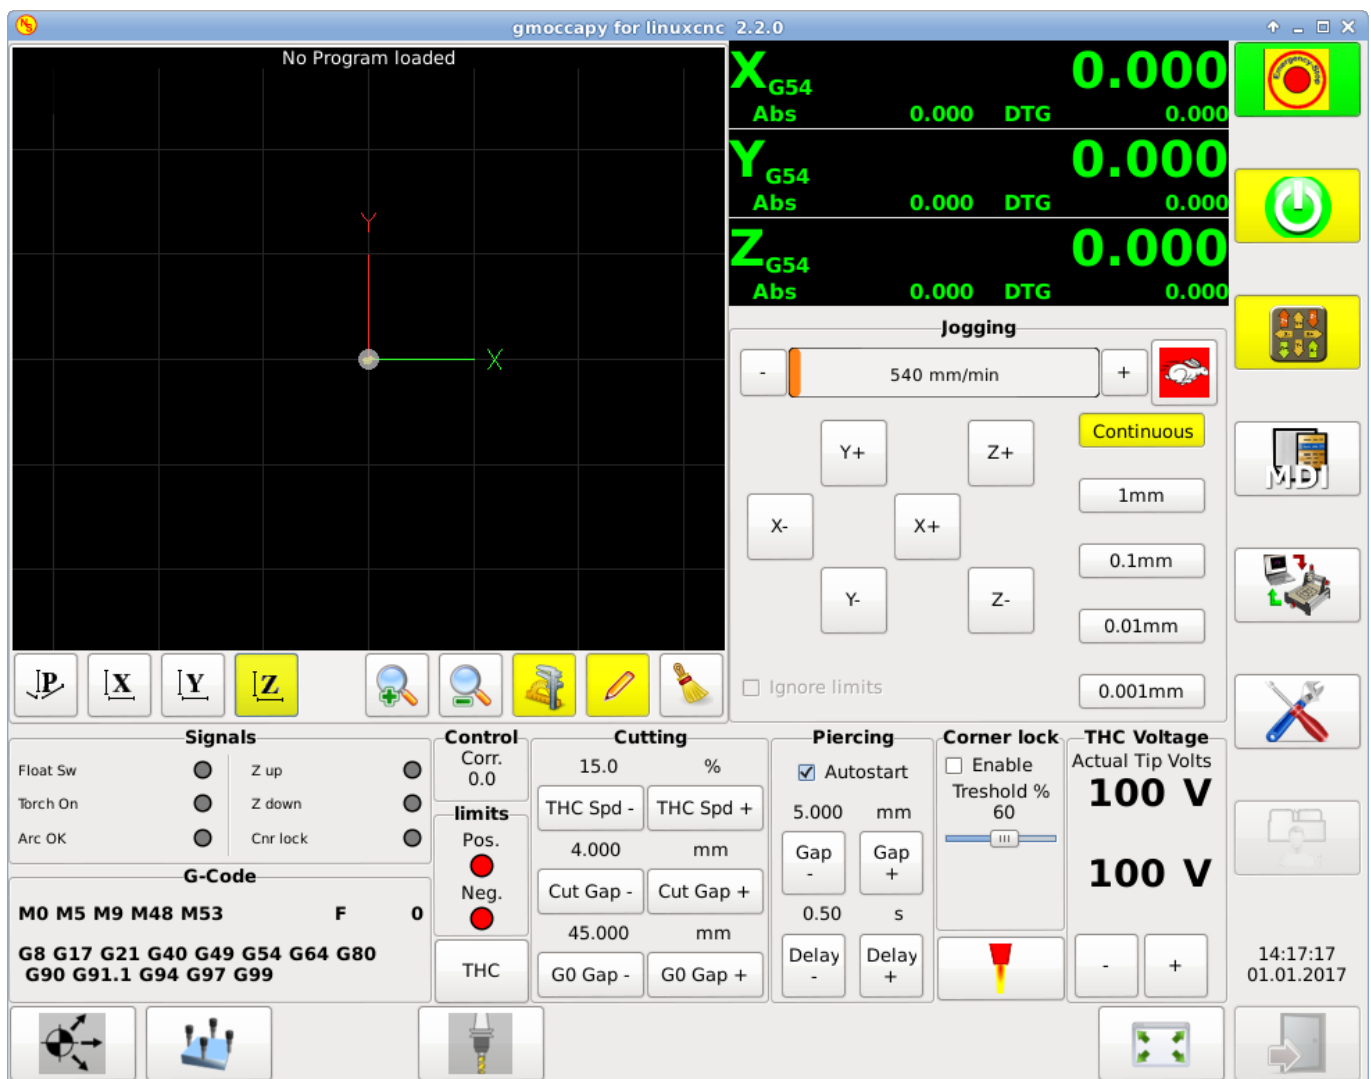 gmoccapy for linuxcnc 2.2.0
No Program loaded
Y
X
X G54 0.000
Abs 0.000 DTG 0.000
Y G54 0.000
Abs 0.000 DTG 0.000
Z G54 0.000
Abs 0.000 DTG 0.000
Emergency-Stop
Jogging
- 540 mm/min +
Continuous
Y+ Z+
1mm
X- X+
0.1mm
Y- Z-
0.01mm
Ignore limits
0.001mm
MDI
P X Y Z
Signals
Float Sw Z up
Torch On Z down
Arc OK Cnr lock
G-Code
M0 M5 M9 M48 M53 F 0
G8 G17 G21 G40 G49 G54 G64 G80
G90 G91.1 G94 G97 G99
Control
Corr.
0.0
limits
Pos.
Neg.
THC
Cutting
15.0 %
THC Spd - THC Spd +
4.000 mm
Cut Gap - Cut Gap +
45.000 mm
G0 Gap - G0 Gap +
Piercing
Autostart
5.000 mm
Gap - Gap +
0.50 s
Delay - Delay +
Corner lock
Enable
Treshold %
60
THC Voltage
Actual Tip Volts
100 V
100 V
- +
14:17:17
01.01.2017